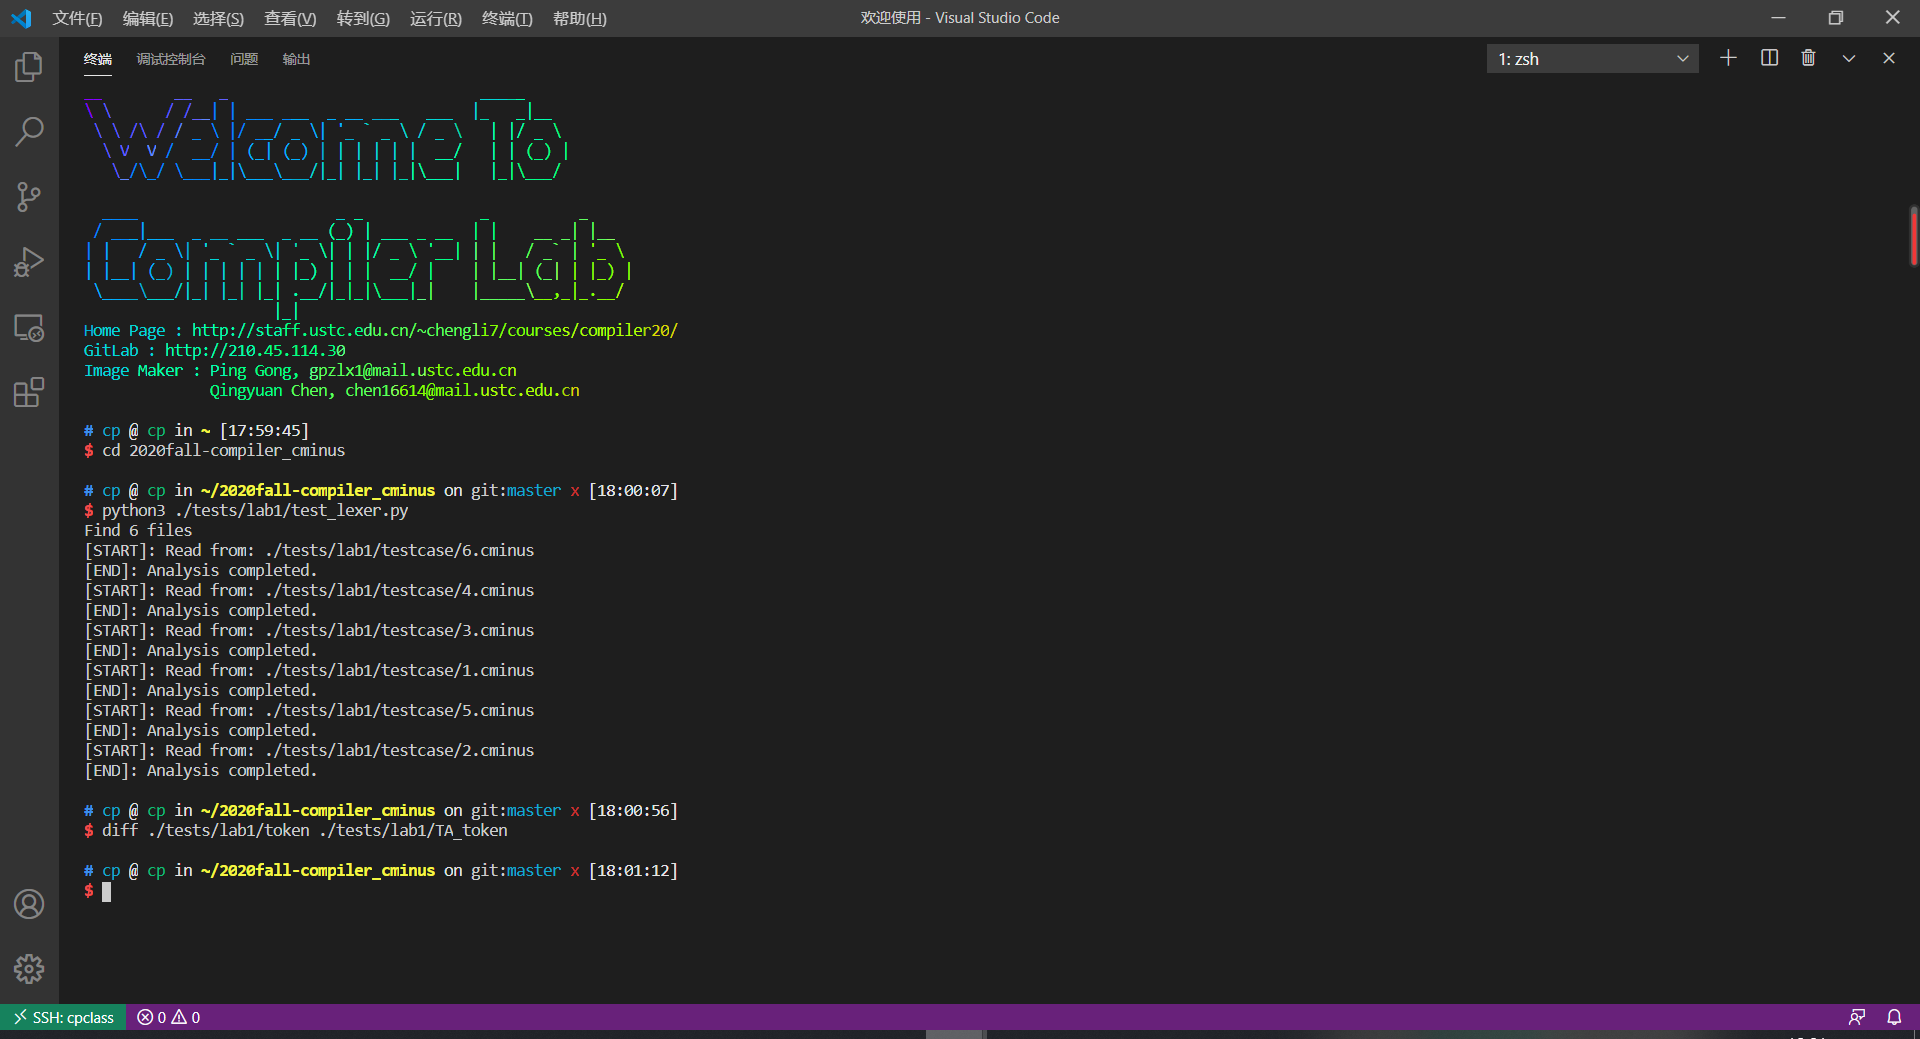 文件(F) 编辑(E) 选择(S) 查看(V) 转到(G) 运行(R) 终端(T) 帮助(H) 欢迎使用 - Visual Studio Code
终端 调试控制台 问题 输出 1: zsh
Welcome To
Compiler Lab
Home Page : http://staff.ustc.edu.cn/~chengli7/courses/compiler20/
GitLab : http://210.45.114.30
Image Maker : Ping Gong, gpzlx1@mail.ustc.edu.cn
Qingyuan Chen, chen16614@mail.ustc.edu.cn
# cp @ cp in ~ [17:59:45]
$ cd 2020fall-compiler_cminus
# cp @ cp in ~/2020fall-compiler_cminus on git:master x [18:00:07]
$ python3 ./tests/lab1/test_lexer.py
Find 6 files
[START]: Read from: ./tests/lab1/testcase/6.cminus
[END]: Analysis completed.
[START]: Read from: ./tests/lab1/testcase/4.cminus
[END]: Analysis completed.
[START]: Read from: ./tests/lab1/testcase/3.cminus
[END]: Analysis completed.
[START]: Read from: ./tests/lab1/testcase/1.cminus
[END]: Analysis completed.
[START]: Read from: ./tests/lab1/testcase/5.cminus
[END]: Analysis completed.
[START]: Read from: ./tests/lab1/testcase/2.cminus
[END]: Analysis completed.
# cp @ cp in ~/2020fall-compiler_cminus on git:master x [18:00:56]
$ diff ./tests/lab1/token ./tests/lab1/TA_token
# cp @ cp in ~/2020fall-compiler_cminus on git:master x [18:01:12]
$
SSH: cpclass 0 0